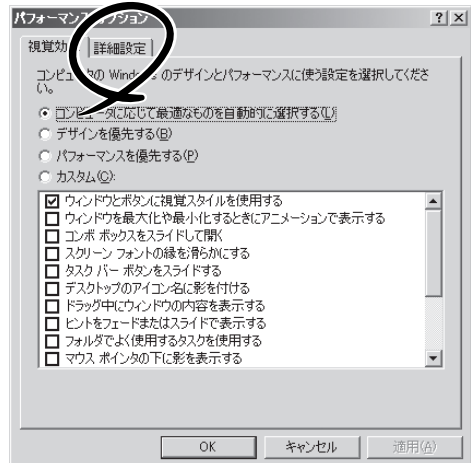 パフォーマンス オプション
視覚効果
詳細設定
コンピュータの Windows のデザインとパフォーマンスに使う設定を選択してくださ
い。
コンピュータに応じて最適なものを自動的に選択する(L)
デザインを優先する(B)
パフォーマンスを優先する(P)
カスタム(C):
ウィンドウとボタンに視覚スタイルを使用する
ウィンドウを最大化や最小化するときにアニメーションで表示する
コンボ ボックスをスライドして開く
スクリーン フォントの縁を滑らかにする
タスク バー ボタンをスライドする
デスクトップのアイコン名に影を付ける
ドラッグ中にウィンドウの内容を表示する
ヒントをフェードまたはスライドで表示する
フォルダでよく使用するタスクを使用する
マウス ポインタの下に影を表示する
OK
キャンセル
適用(A)